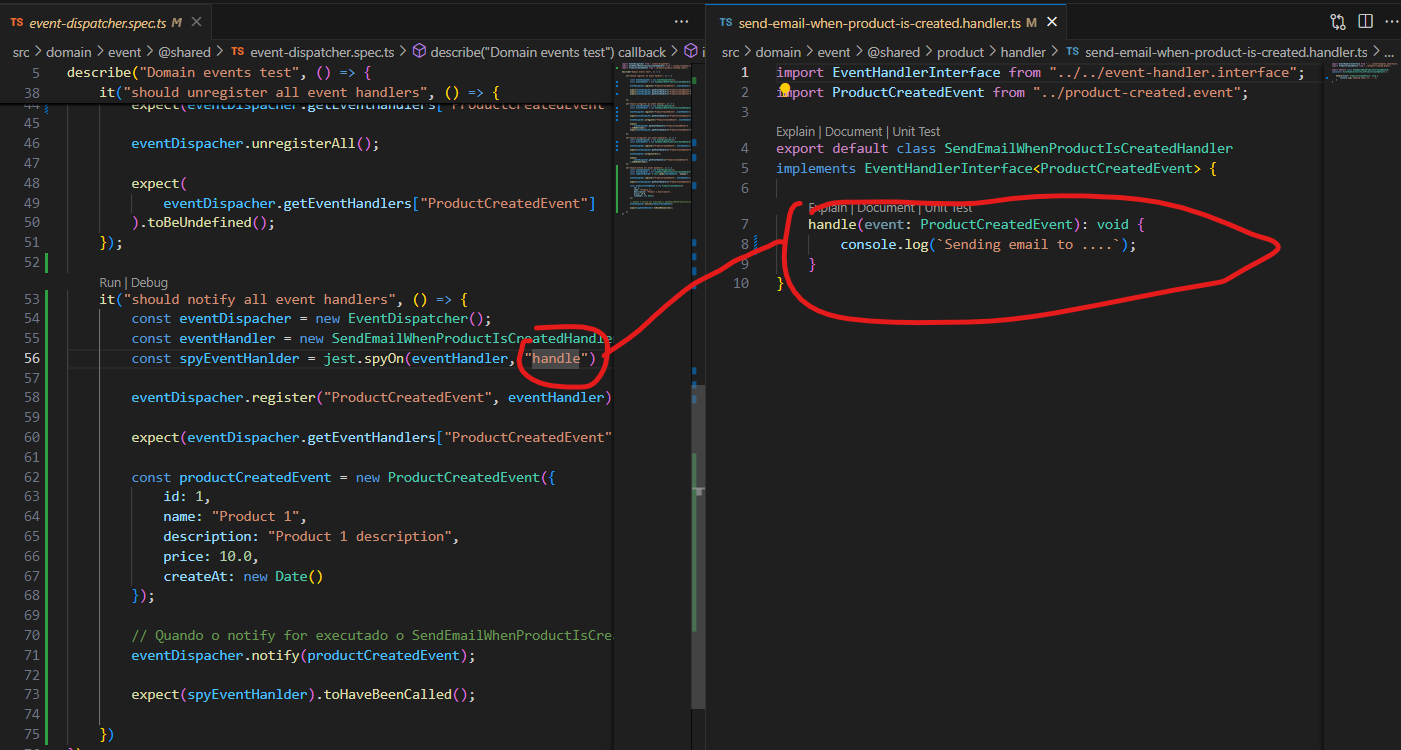 TS event-dispatcher.spec.ts M
src > domain > event > @shared > TS event-dispatcher.spec.ts > describe("Domain events test") callback > i
5 describe("Domain events test", () => {
38 it("should unregister all event handlers", () => {
44 expect(eventDispacher.getEventHandlers["ProductCreatedEvent"
45
46 eventDispacher.unregisterAll();
47
48 expect(
49 eventDispacher.getEventHandlers["ProductCreatedEvent"]
50 ).toBeUndefined();
51 });
52
Run | Debug
53 it("should notify all event handlers", () => {
54 const eventDispacher = new EventDispatcher();
55 const eventHandler = new SendEmailWhenProductIsCreatedHandle
56 const spyEventHanlder = jest.spyOn(eventHandler, "handle")
57
58 eventDispacher.register("ProductCreatedEvent", eventHandler)
59
60 expect(eventDispacher.getEventHandlers["ProductCreatedEvent"
61
62 const productCreatedEvent = new ProductCreatedEvent({
63 id: 1,
64 name: "Product 1",
65 description: "Product 1 description",
66 price: 10.0,
67 createAt: new Date()
68 });
69
70 // Quando o notify for executado o SendEmailWhenProductIsCrea
71 eventDispacher.notify(productCreatedEvent);
72
73 expect(spyEventHanlder).toHaveBeenCalled();
74
75 })
TS send-email-when-product-is-created.handler.ts M
src > domain > event > @shared > product > handler > TS send-email-when-product-is-created.handler.ts > ...
1 import EventHandlerInterface from "../../event-handler.interface";
2 import ProductCreatedEvent from "../product-created.event";
3
Explain | Document | Unit Test
4 export default class SendEmailWhenProductIsCreatedHandler
5 implements EventHandlerInterface<ProductCreatedEvent> {
6
Explain | Document | Unit Test
7 handle(event: ProductCreatedEvent): void {
8 console.log(`Sending email to ....`);
9 }
10 }